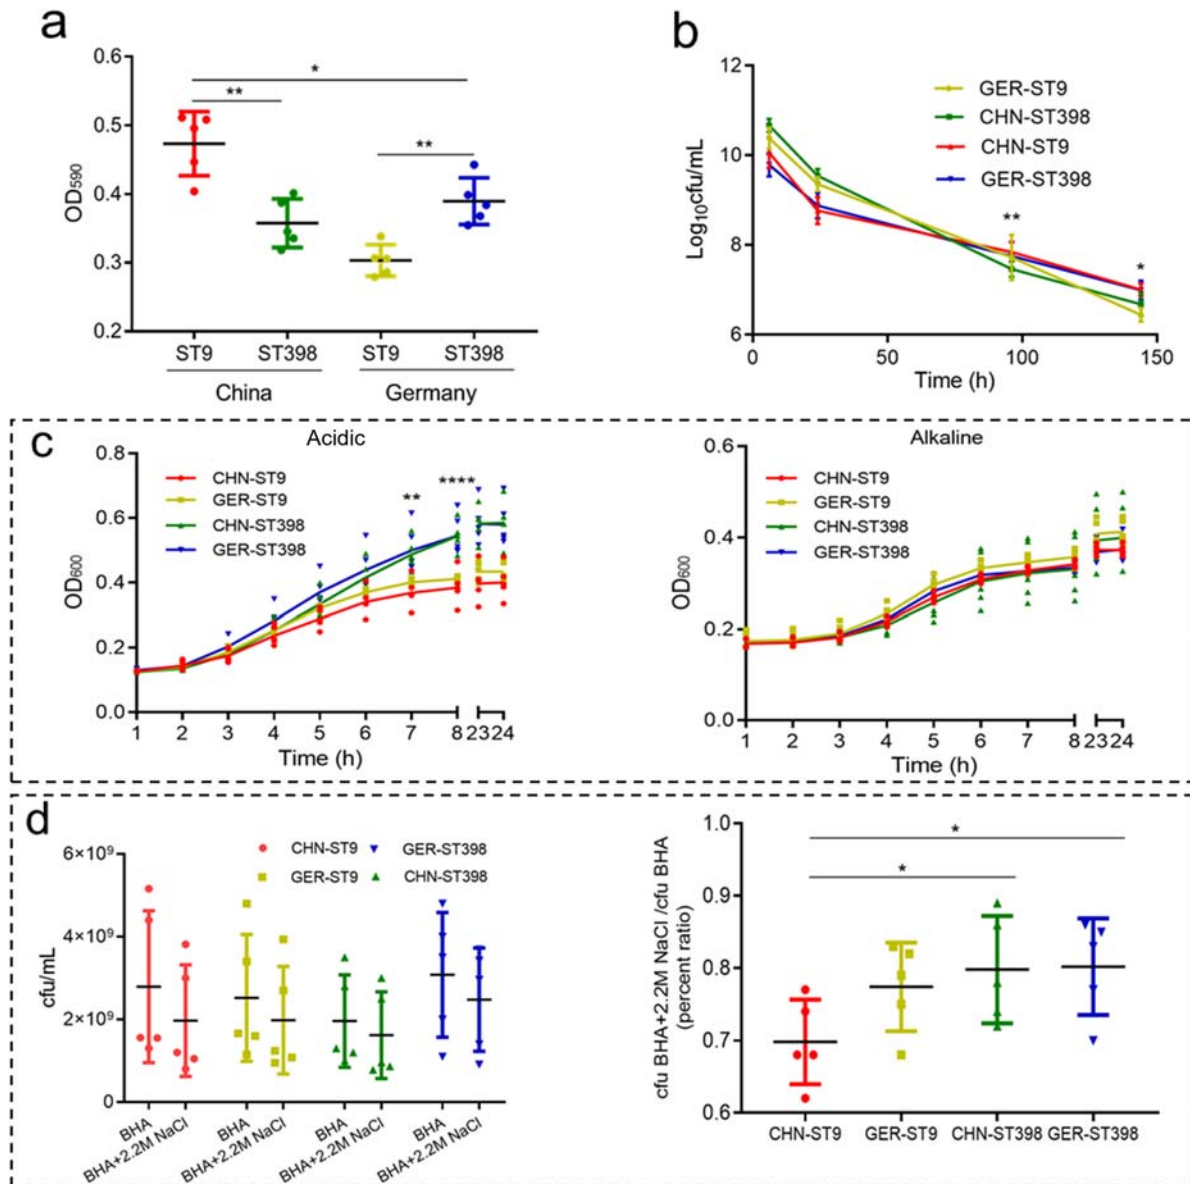 a
0.6
0.5
0.4
0.3
0.2
OD590
*
**
**
ST9 ST398 ST9 ST398
China Germany
b
12
10
8
6
Log10cfu/mL
GER-ST9
CHN-ST398
CHN-ST9
GER-ST398
**
*
0 50 100 150
Time (h)
c
Acidic
0.8
0.6
0.4
0.2
0.0
OD600
CHN-ST9
GER-ST9
CHN-ST398
GER-ST398
**
****
1 2 3 4 5 6 7 8 23 24
Time (h)
Alkaline
0.6
0.4
0.2
0.0
OD600
CHN-ST9
GER-ST9
CHN-ST398
GER-ST398
1 2 3 4 5 6 7 8 23 24
Time (h)
d
6×10⁹
4×10⁹
2×10⁹
0
cfu/mL
CHN-ST9 GER-ST398
GER-ST9 CHN-ST398
BHA
BHA+2.2M NaCl
BHA
BHA+2.2M NaCl
BHA
BHA+2.2M NaCl
BHA
BHA+2.2M NaCl
1.0
0.9
0.8
0.7
0.6
cfu BHA+2.2M NaCl /cfu BHA
(percent ratio)
*
*
CHN-ST9 GER-ST9 CHN-ST398 GER-ST398